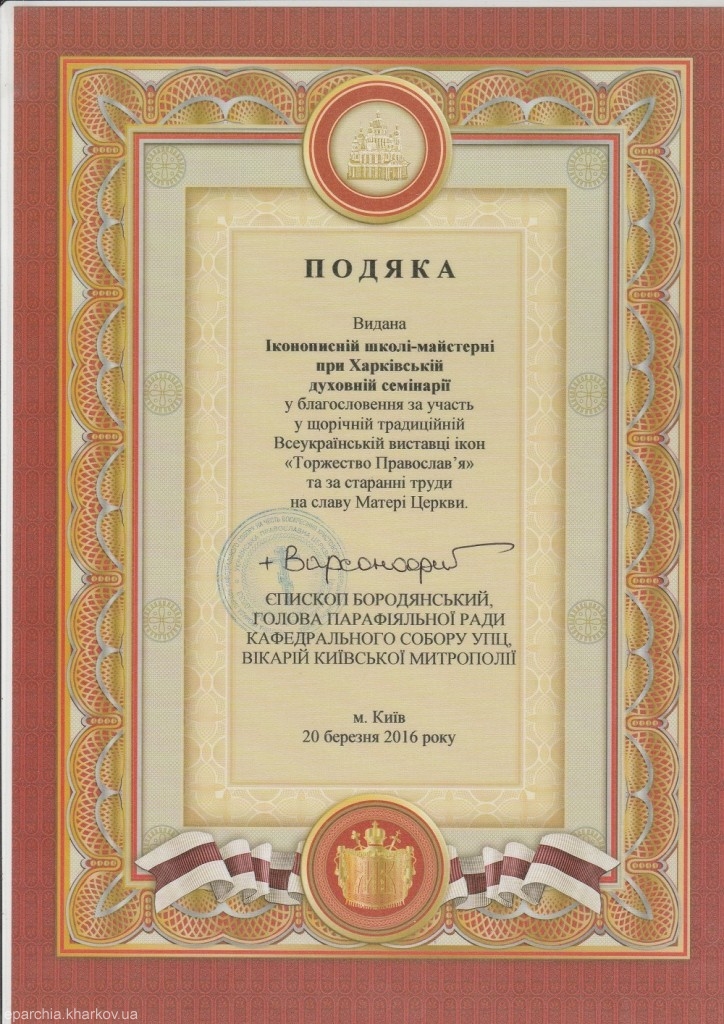 ПОДЯКА
Видана
Іконописній школі-майстерні
при Харківській
духовній семінарії
у благословення за участь
у щорічній традиційній
Всеукраїнській виставці ікон
«Торжество Православ’я»
та за старанні труди
на славу Матері Церкви.
+ Варсонофий
ЄПИСКОП БОРОДЯНСЬКИЙ,
ГОЛОВА ПАРАФІЯЛЬНОЇ РАДИ
КАФЕДРАЛЬНОГО СОБОРУ УПЦ,
ВІКАРІЙ КИЇВСЬКОЇ МИТРОПОЛІЇ
м. Київ
20 березня 2016 року
eparchia.kharkov.ua